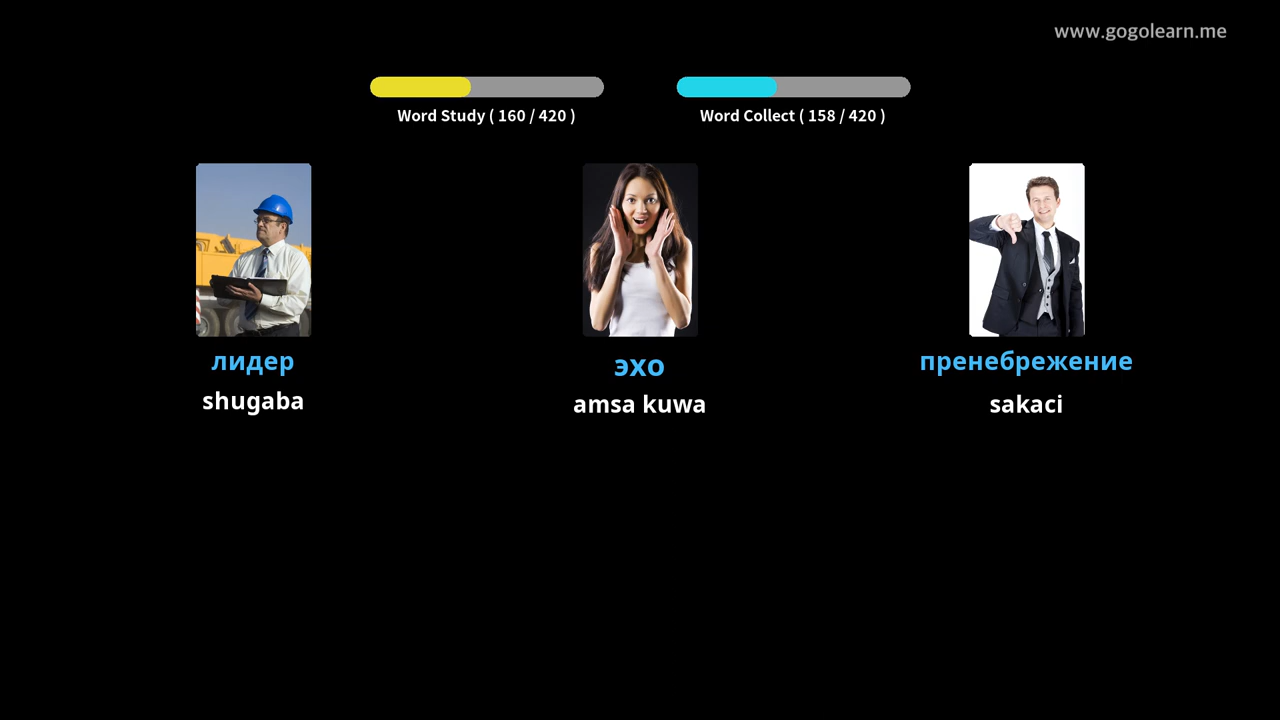 www.gogolearn.me
Word Study ( 160 / 420 )
Word Collect ( 158 / 420 )
лидер
эхо
пренебрежение
shugaba
amsa kuwa
sakaci